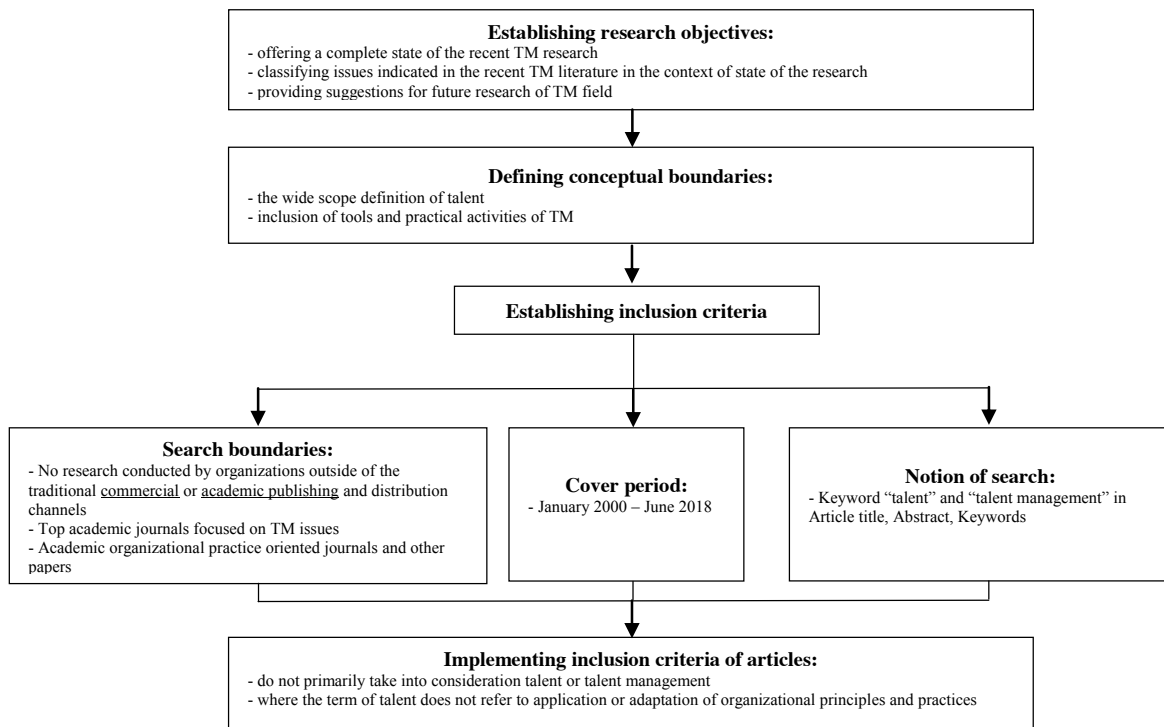 Establishing research objectives:
- offering a complete state of the recent TM research
- classifying issues indicated in the recent TM literature in the context of state of the research
- providing suggestions for future research of TM field
Defining conceptual boundaries:
- the wide scope definition of talent
- inclusion of tools and practical activities of TM
Establishing inclusion criteria
Search boundaries:
- No research conducted by organizations outside of the
traditional commercial or academic publishing and distribution
channels
- Top academic journals focused on TM issues
- Academic organizational practice oriented journals and other
papers
Cover period:
- January 2000 – June 2018
Notion of search:
- Keyword “talent” and “talent management” in
Article title, Abstract, Keywords
Implementing inclusion criteria of articles:
- do not primarily take into consideration talent or talent management
- where the term of talent does not refer to application or adaptation of organizational principles and practices